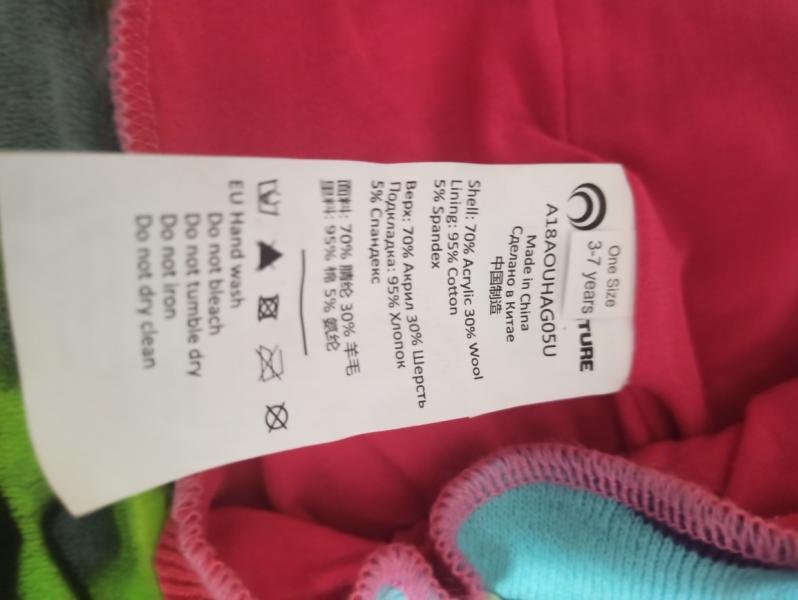 One Size
3-7 years
TURE
A18AOUHAG05U
Made in China
Сделано в Китае
中国制造
Shell: 70% Acrylic 30% Wool
Lining: 95% Cotton
5% Spandex
Верх: 70% Акрил 30% Шерсть
Подкладка: 95% Хлопок
5% Спандекс
面料: 70% 腈纶 30% 羊毛
里料: 95% 棉 5% 氨纶
EU Hand wash
Do not bleach
Do not tumble dry
Do not iron
Do not dry clean